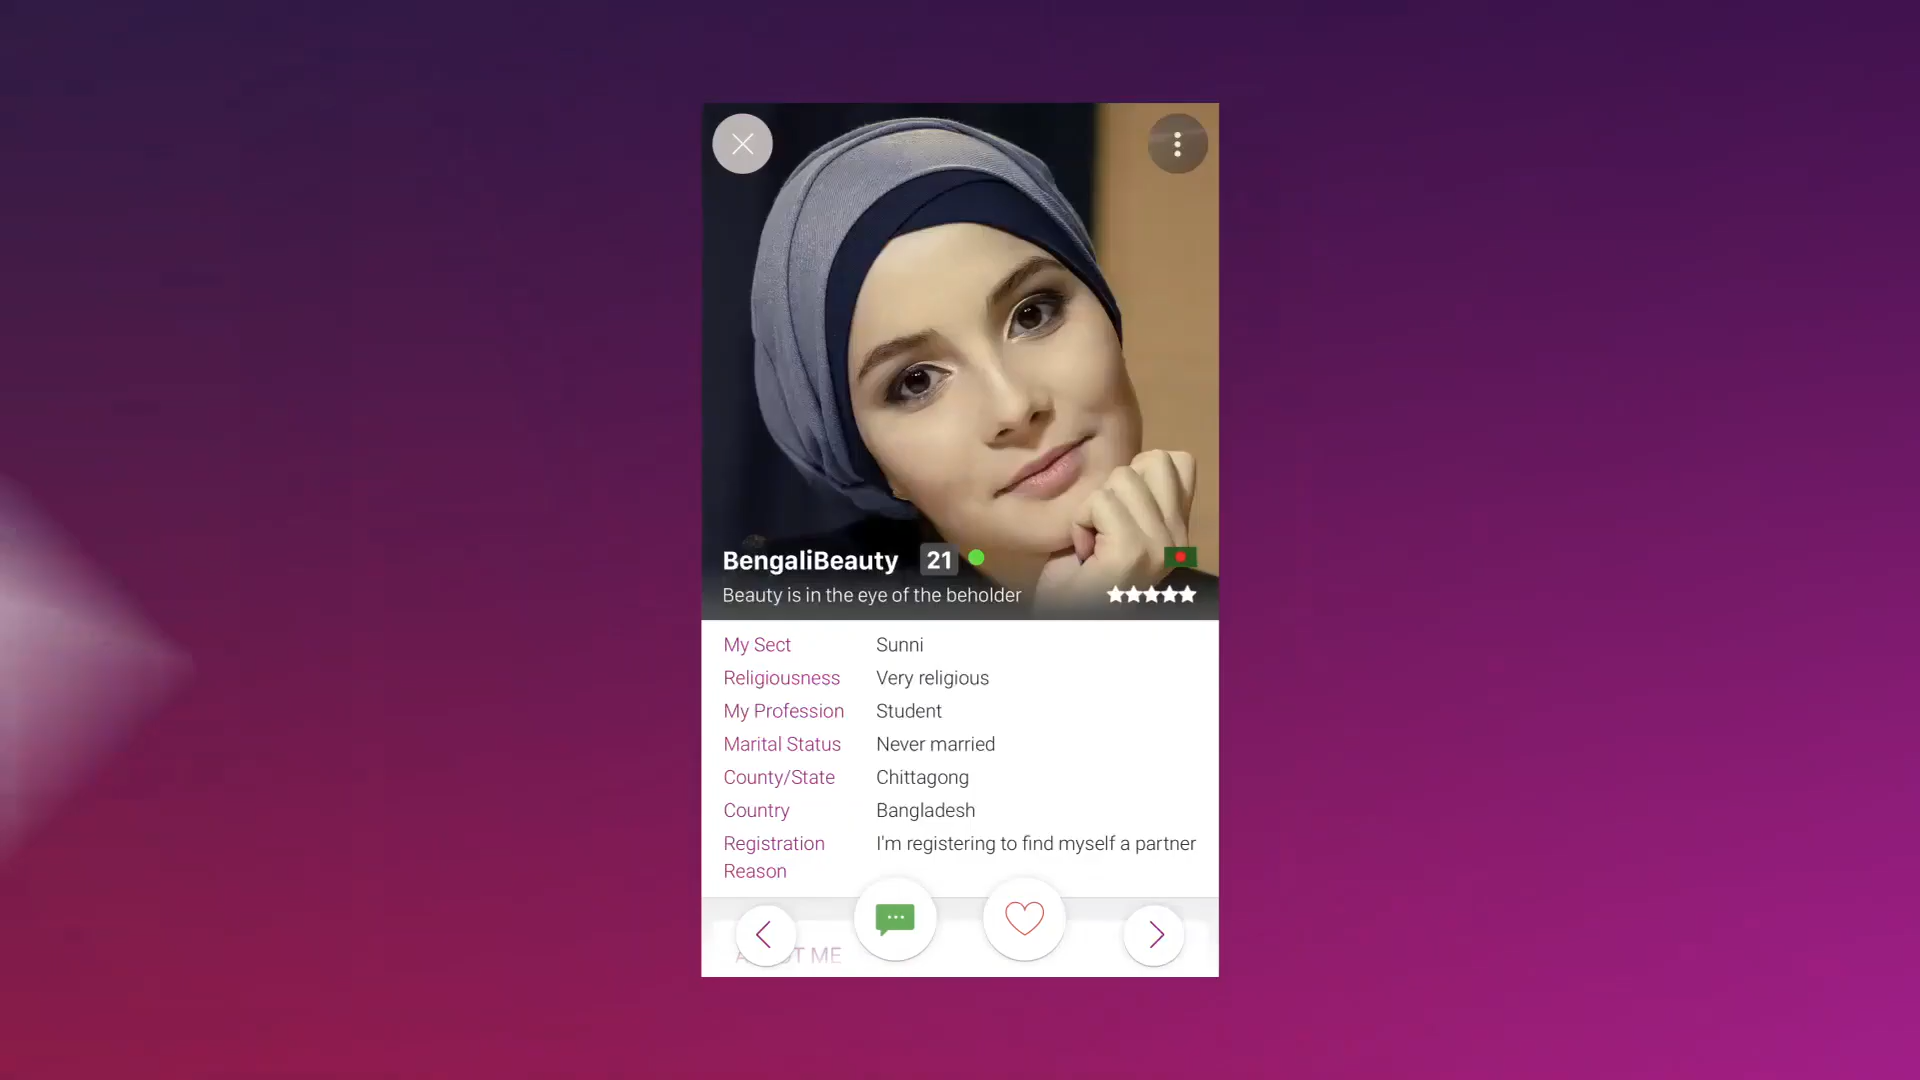 BengaliBeauty 21
Beauty is in the eye of the beholder
My Sect Sunni
Religiousness Very religious
My Profession Student
Marital Status Never married
County/State Chittagong
Country Bangladesh
Registration I'm registering to find myself a partner
Reason
ME